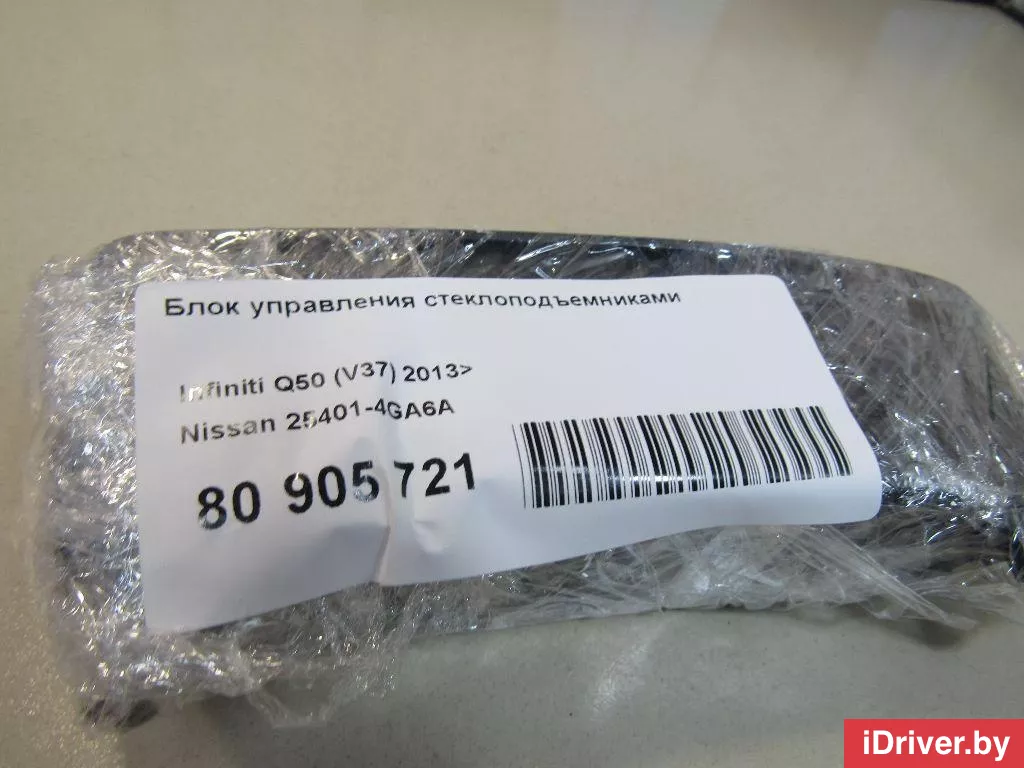 Блок управления стеклоподъемниками
Infiniti Q50 (V37) 2013>
Nissan 25401-4GA6A
80 905 721
iDriver.by